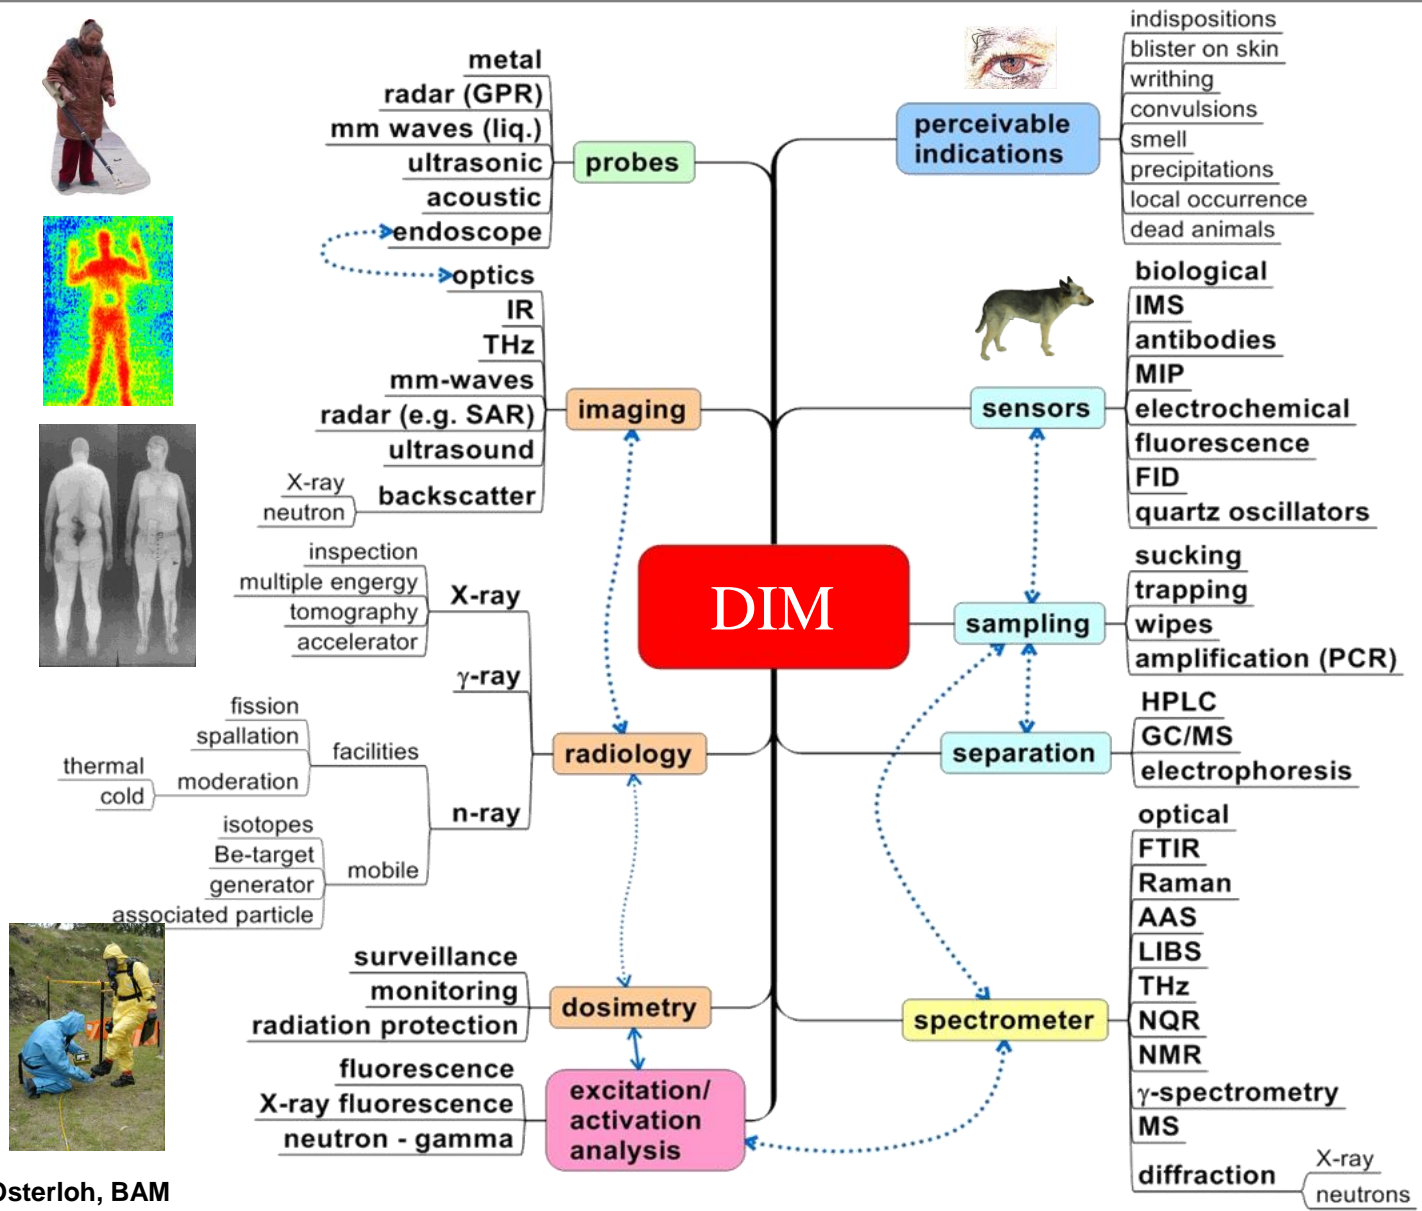 metal
radar (GPR)
mm waves (liq.)
ultrasonic
acoustic
endoscope
probes
optics
IR
THz
mm-waves
radar (e.g. SAR)
ultrasound
backscatter
X-ray
neutron
imaging
inspection
multiple engergy
tomography
accelerator
X-ray
γ-ray
fission
spallation
moderation
thermal
cold
facilities
n-ray
isotopes
Be-target
generator
associated particle
mobile
radiology
surveillance
monitoring
radiation protection
dosimetry
fluorescence
X-ray fluorescence
neutron - gamma
excitation/
activation
analysis
DIM
perceivable
indications
indispositions
blister on skin
writhing
convulsions
smell
precipitations
local occurrence
dead animals
sensors
biological
IMS
antibodies
MIP
electrochemical
fluorescence
FID
quartz oscillators
sampling
sucking
trapping
wipes
amplification (PCR)
separation
HPLC
GC/MS
electrophoresis
spectrometer
optical
FTIR
Raman
AAS
LIBS
THz
NQR
NMR
γ-spectrometry
MS
diffraction
X-ray
neutrons
Osterloh, BAM